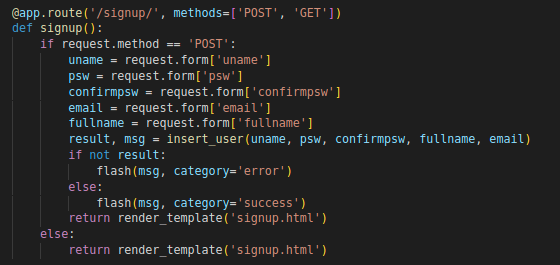 @app.route('/signup/', methods=['POST', 'GET'])
def signup():
    if request.method == 'POST':
        uname = request.form['uname']
        psw = request.form['psw']
        confirmpsw = request.form['confirmpsw']
        email = request.form['email']
        fullname = request.form['fullname']
        result, msg = insert_user(uname, psw, confirmpsw, fullname, email)
        if not result:
            flash(msg, category='error')
        else:
            flash(msg, category='success')
        return render_template('signup.html')
    else:
        return render_template('signup.html')